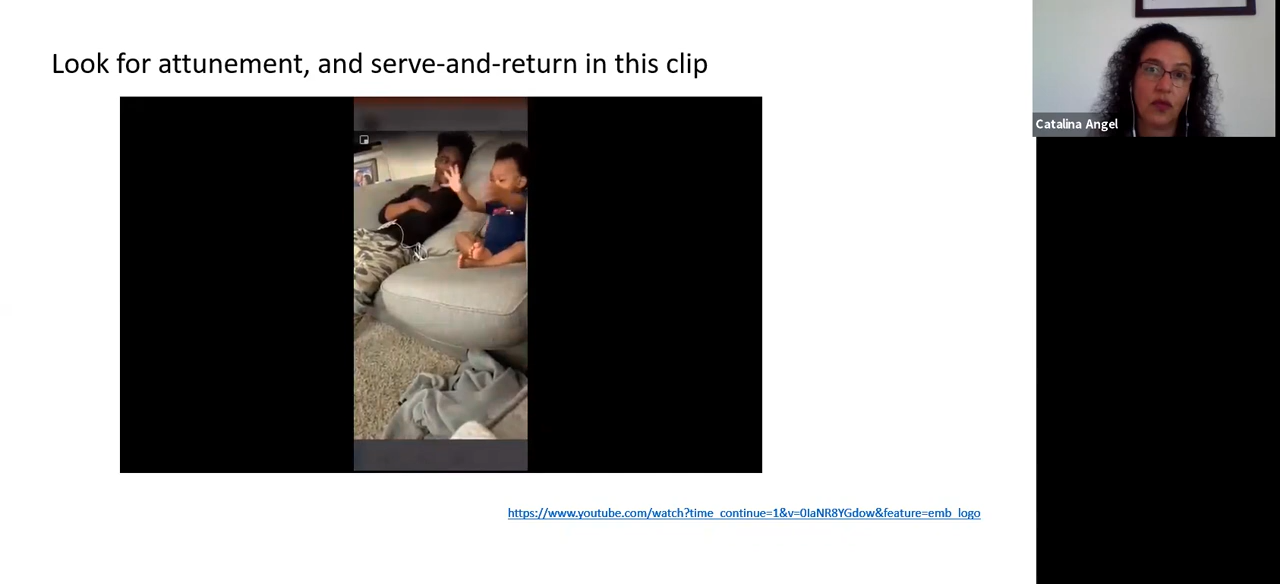 Look for attunement, and serve-and-return in this clip
Catalina Angel
https://www.youtube.com/watch?time_continue=1&v=0IaNR8YGdow&feature=emb_logo